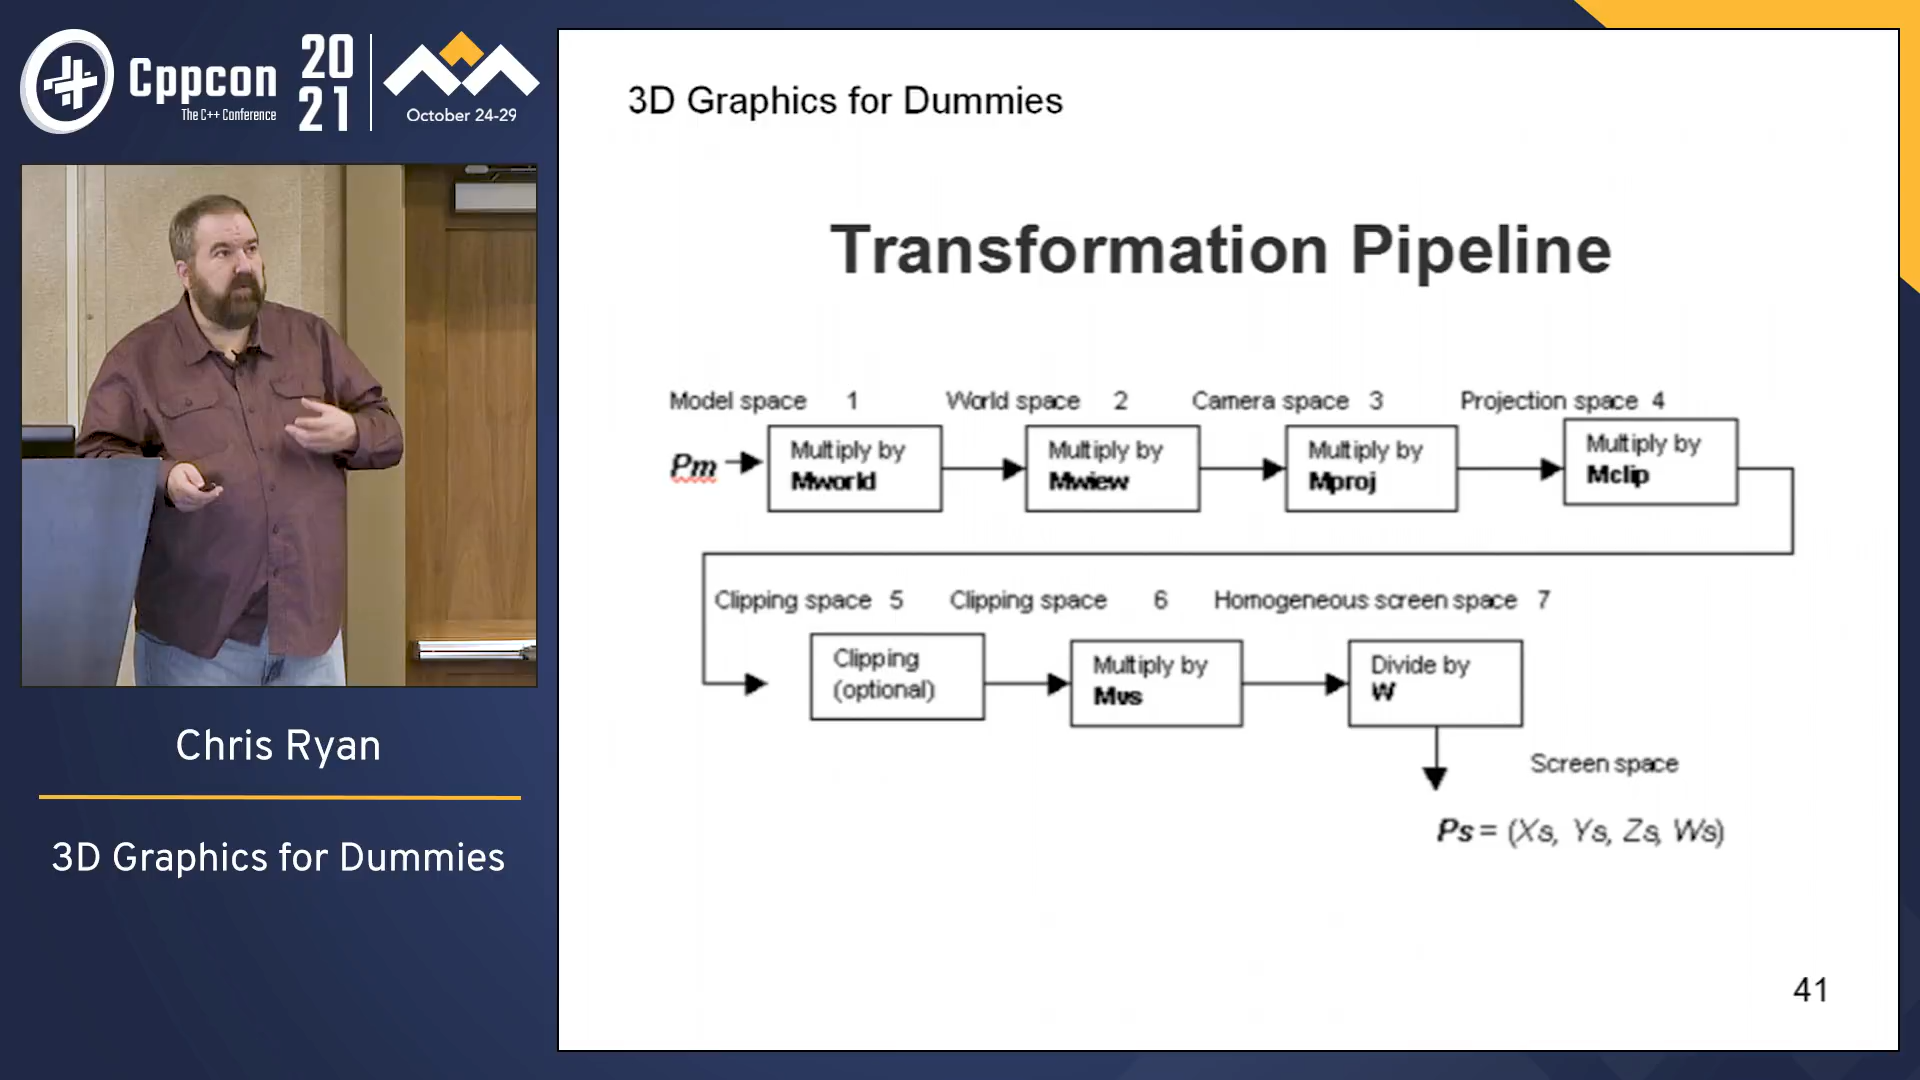 Cppcon
The C++ Conference
20
21
October 24-29
Chris Ryan
3D Graphics for Dummies
3D Graphics for Dummies
Transformation Pipeline
Model space 1 World space 2 Camera space 3 Projection space 4
Pm
Multiply by
Mworld
Multiply by
Mwiew
Multiply by
Mproj
Multiply by
Mclip
Clipping space 5 Clipping space 6 Homogeneous screen space 7
Clipping
(optional)
Multiply by
Mvs
Divide by
W
Screen space
Ps = (Xs, Ys, Zs, Ws)
41